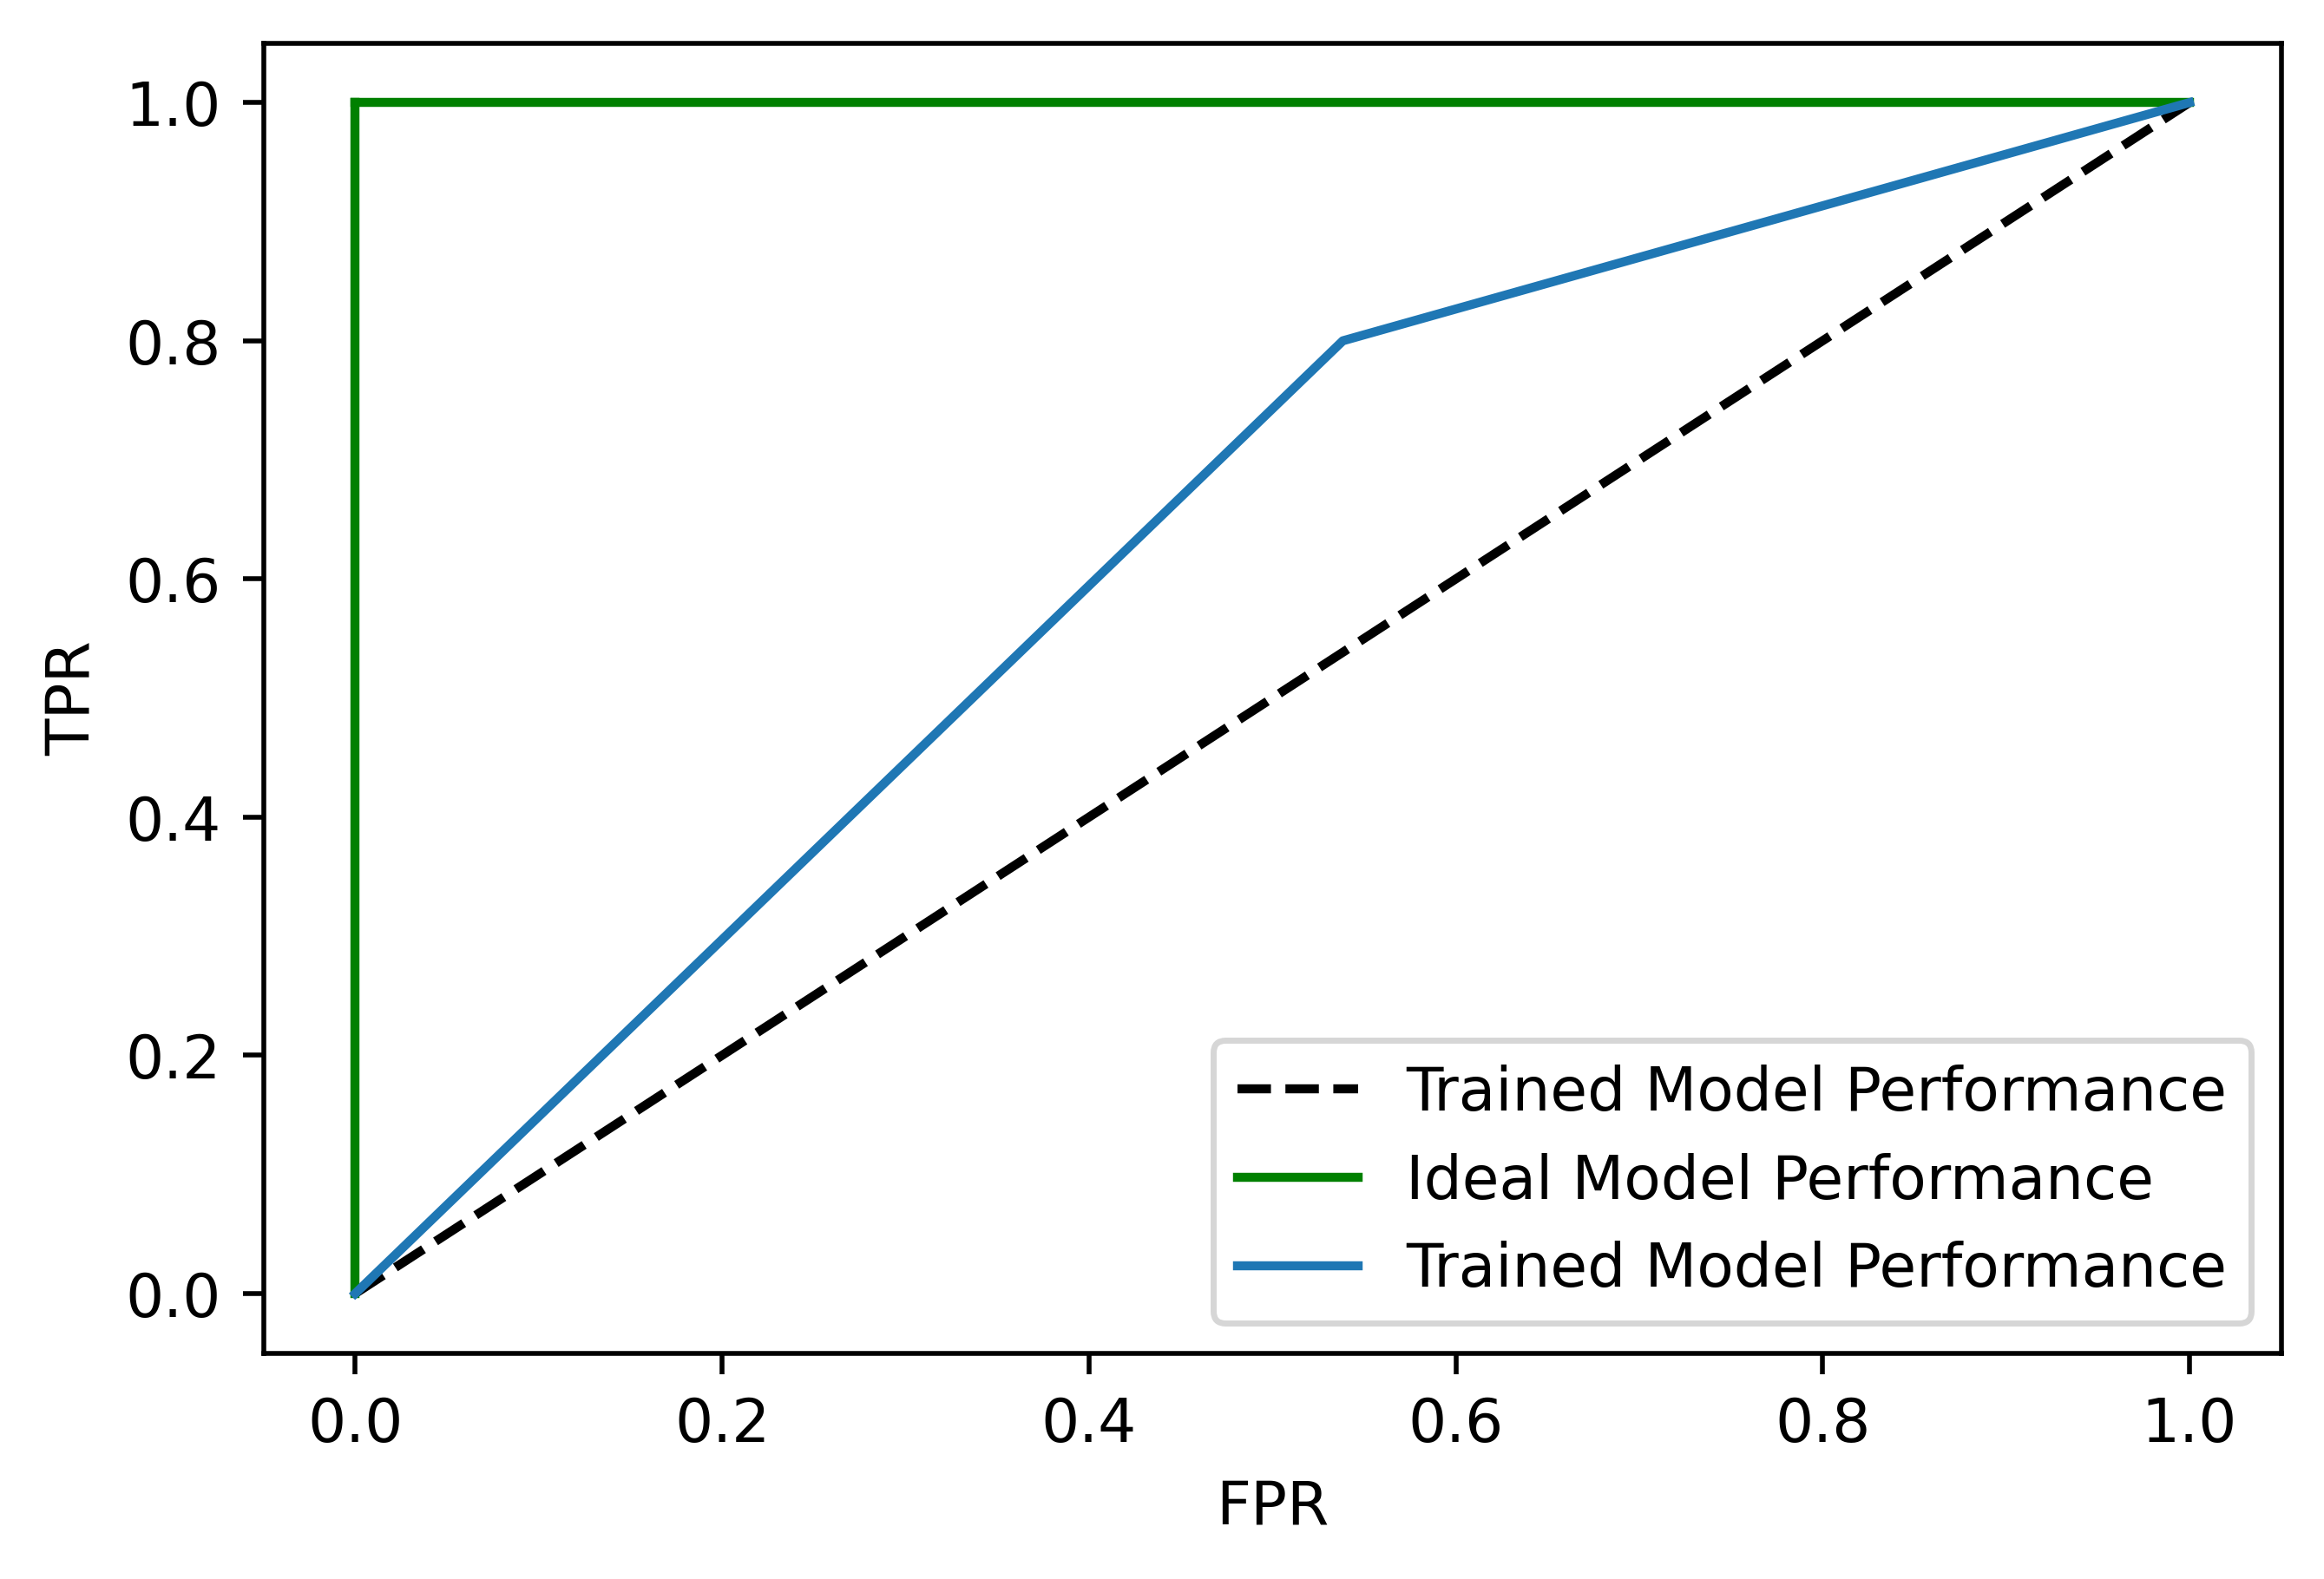 1.0
0.8
0.6
0.4
0.2
0.0
TPR
Trained Model Performance
Ideal Model Performance
Trained Model Performance
0.0 0.2 0.4 0.6 0.8 1.0
FPR